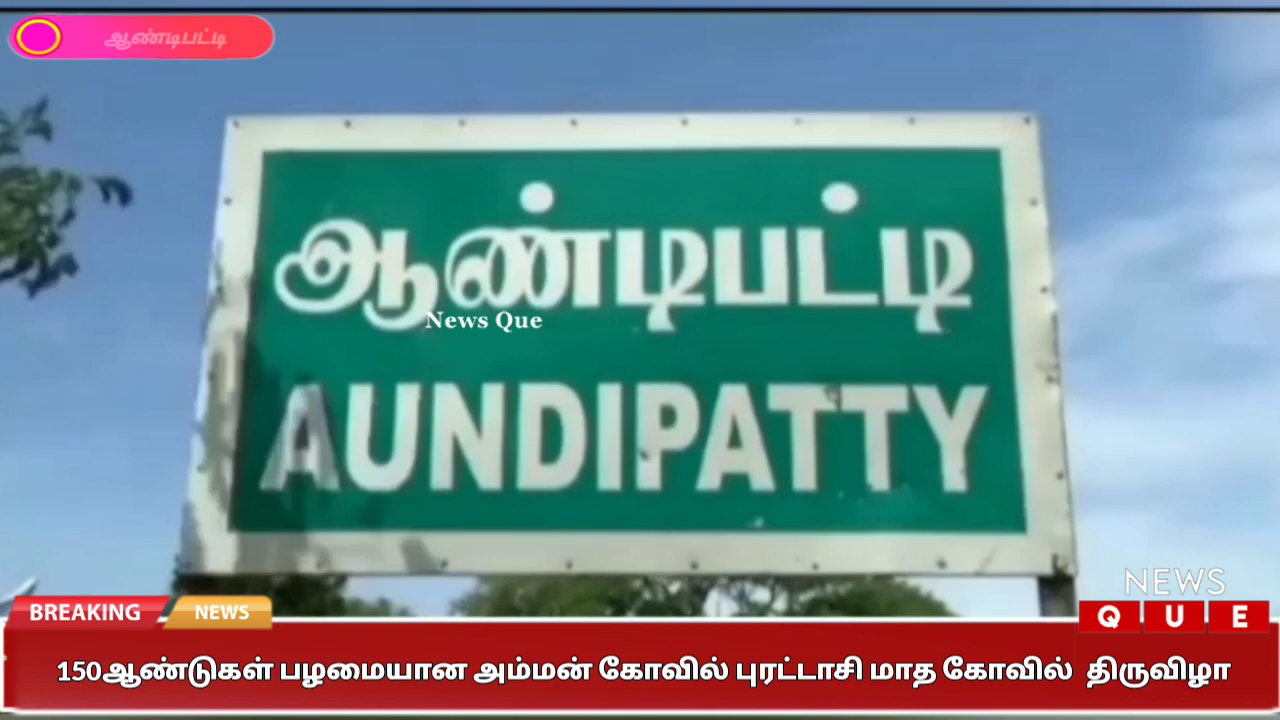 ஆண்டிபட்டி
ஆண்டிபட்டி
News Que
AUNDIPATTY
NEWS
QUE
BREAKING NEWS
150ஆண்டுகள் பழமையான அம்மன் கோவில் புரட்டாசி மாத கோவில் திருவிழா